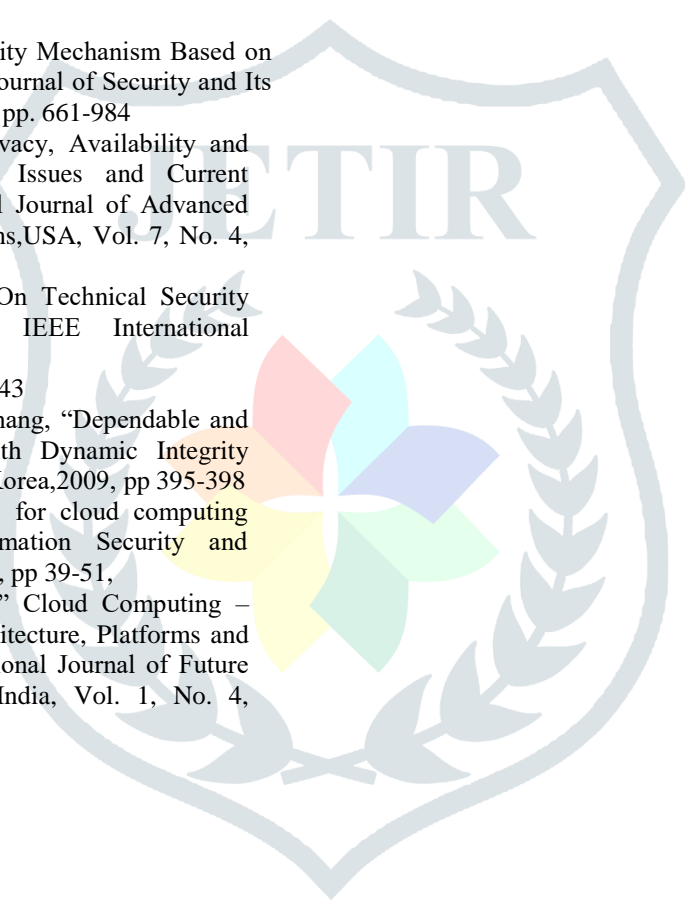 ity Mechanism Based on
ournal of Security and Its
pp. 661-984
vacy, Availability and
Issues and Current
l Journal of Advanced
ns,USA, Vol. 7, No. 4,
JETIR
On Technical Security
IEEE International
43
hang, “Dependable and
th Dynamic Integrity
Korea,2009, pp 395-398
for cloud computing
mation Security and
, pp 39-51,
” Cloud Computing –
itecture, Platforms and
ional Journal of Future
India, Vol. 1, No. 4,